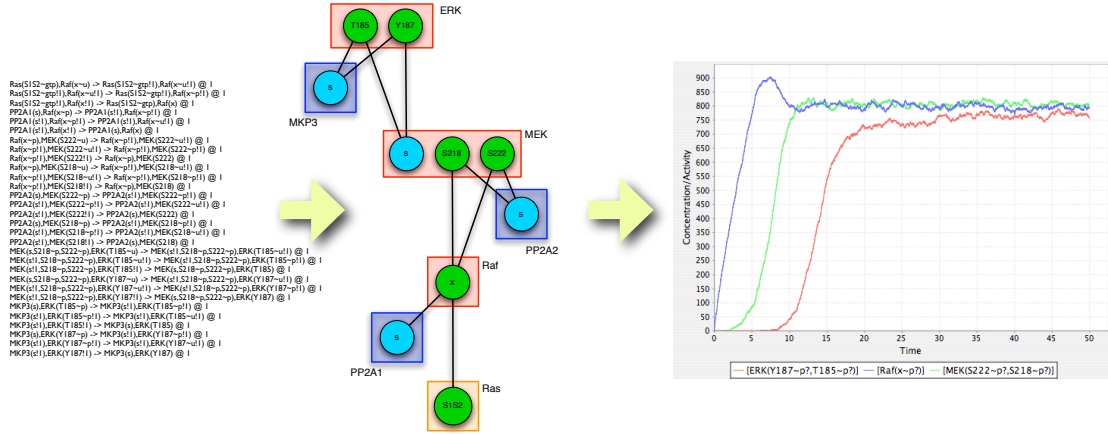 Ras(S1S2~gtp),Raf(x~u) -> Ras(S1S2~gtp!1),Raf(x~u!1) @ 1
Ras(S1S2~gtp!1),Raf(x~u!1) -> Ras(S1S2~gtp!1),Raf(x~p!1) @ 1
Ras(S1S2~gtp!1),Raf(x!1) -> Ras(S1S2~gtp),Raf(x) @ 1
PP2A1(s),Raf(x~p) -> PP2A1(s!1),Raf(x~p!1) @ 1
PP2A1(s!1),Raf(x~p!1) -> PP2A1(s!1),Raf(x~u!1) @ 1
PP2A1(s!1),Raf(x!1) -> PP2A1(s),Raf(x) @ 1
Raf(x~p),MEK(S222~u) -> Raf(x~p!1),MEK(S222~u!1) @ 1
Raf(x~p!1),MEK(S222~u!1) -> Raf(x~p!1),MEK(S222~p!1) @ 1
Raf(x~p!1),MEK(S222!1) -> Raf(x~p),MEK(S222) @ 1
Raf(x~p),MEK(S218~u) -> Raf(x~p!1),MEK(S218~u!1) @ 1
Raf(x~p!1),MEK(S218~u!1) -> Raf(x~p!1),MEK(S218~p!1) @ 1
Raf(x~p!1),MEK(S218!1) -> Raf(x~p),MEK(S218) @ 1
PP2A2(s),MEK(S222~p) -> PP2A2(s!1),MEK(S222~p!1) @ 1
PP2A2(s!1),MEK(S222~p!1) -> PP2A2(s!1),MEK(S222~u!1) @ 1
PP2A2(s!1),MEK(S222!1) -> PP2A2(s),MEK(S222) @ 1
PP2A2(s),MEK(S218~p) -> PP2A2(s!1),MEK(S218~p!1) @ 1
PP2A2(s!1),MEK(S218~p!1) -> PP2A2(s!1),MEK(S218~u!1) @ 1
PP2A2(s!1),MEK(S218!1) -> PP2A2(s),MEK(S218) @ 1
MEK(s,S218~p,S222~p),ERK(T185~u) -> MEK(s!1,S218~p,S222~p),ERK(T185~u!1) @ 1
MEK(s!1,S218~p,S222~p),ERK(T185~u!1) -> MEK(s!1,S218~p,S222~p),ERK(T185~p!1) @ 1
MEK(s!1,S218~p,S222~p),ERK(T185!1) -> MEK(s,S218~p,S222~p),ERK(T185) @ 1
MEK(s,S218~p,S222~p),ERK(Y187~u) -> MEK(s!1,S218~p,S222~p),ERK(Y187~u!1) @ 1
MEK(s!1,S218~p,S222~p),ERK(Y187~u!1) -> MEK(s!1,S218~p,S222~p),ERK(Y187~p!1) @ 1
MEK(s!1,S218~p,S222~p),ERK(Y187!1) -> MEK(s,S218~p,S222~p),ERK(Y187) @ 1
MKP3(s),ERK(T185~p) -> MKP3(s!1),ERK(T185~p!1) @ 1
MKP3(s!1),ERK(T185~p!1) -> MKP3(s!1),ERK(T185~u!1) @ 1
MKP3(s!1),ERK(T185!1) -> MKP3(s),ERK(T185) @ 1
MKP3(s),ERK(Y187~p) -> MKP3(s!1),ERK(Y187~p!1) @ 1
MKP3(s!1),ERK(Y187~p!1) -> MKP3(s!1),ERK(Y187~u!1) @ 1
MKP3(s!1),ERK(Y187!1) -> MKP3(s),ERK(Y187) @ 1
ERK
T185 Y187
s
MKP3
MEK
s S218 S222
s
PP2A2
Raf
x
s
PP2A1
Ras
S1S2
Concentration/Activity
900
850
800
750
700
650
600
550
500
450
400
350
300
250
200
150
100
50
0
0 5 10 15 20 25 30 35 40 45 50
Time
[ERK(Y187~p?,T185~p?)] [Raf(x~p?)] [MEK(S222~p?,S218~p?)]